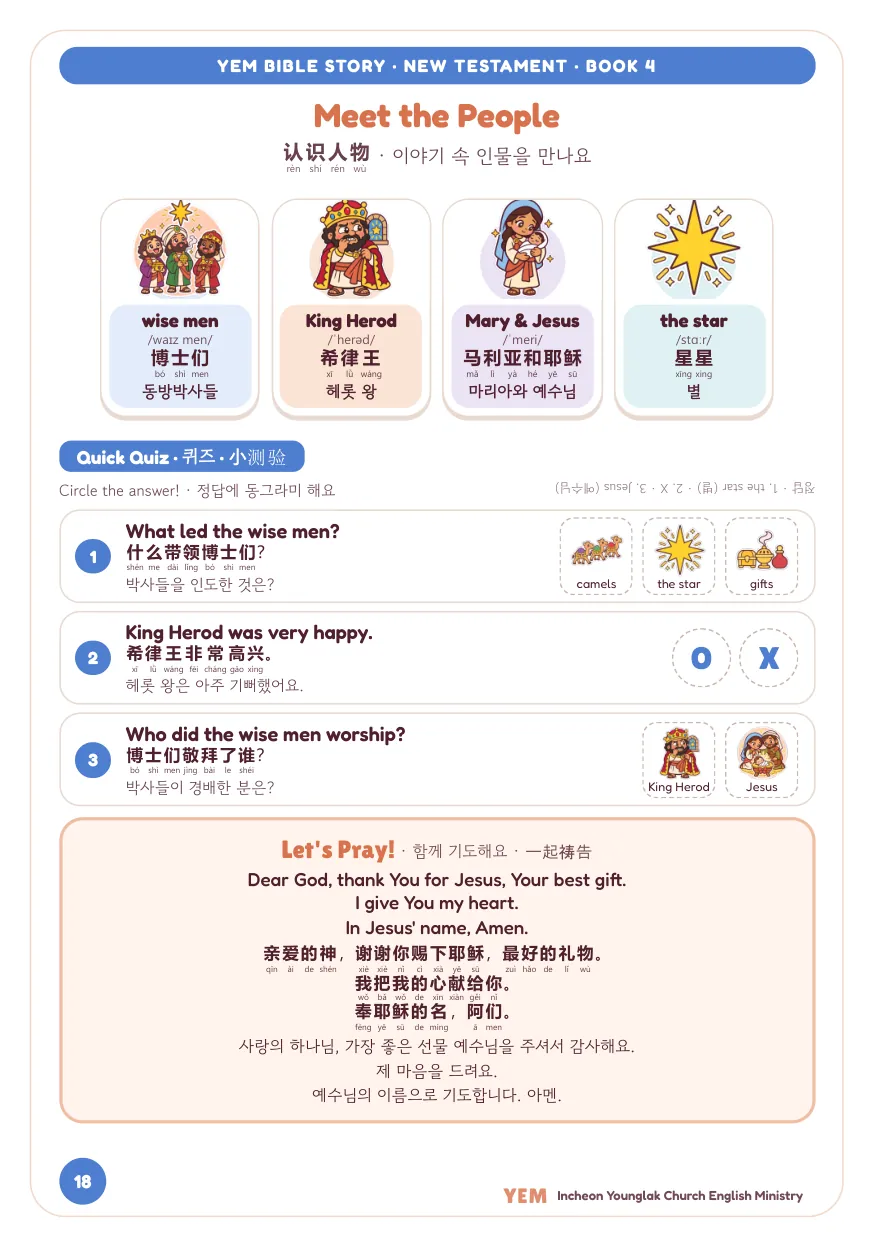 YEM BIBLE STORY · NEW TESTAMENT · BOOK 4
Meet the People
认识人物 · 이야기 속 인물을 만나요
rèn shi rén wù
wise men
/waɪz men/
博士们
bó shì men
동방박사들
King Herod
/ˈherəd/
希律王
xī lǜ wáng
헤롯 왕
Mary & Jesus
/ˈmeri/
马利亚和耶稣
mǎ lì yà hé yē sū
마리아와 예수님
the star
/stɑːr/
星星
xīng xing
별
Quick Quiz · 퀴즈 · 小测验
Circle the answer! · 정답에 동그라미 해요
정답 · 1. the star (별) · 2. X · 3. Jesus (예수님)
1
What led the wise men?
什么带领博士们?
shén me dài lǐng bó shì men
박사들을 인도한 것은?
camels
the star
gifts
2
King Herod was very happy.
希律王非常高兴。
xī lǜ wáng fēi cháng gāo xìng
헤롯 왕은 아주 기뻐했어요.
O
X
3
Who did the wise men worship?
博士们敬拜了谁?
bó shì men jìng bài le shéi
박사들이 경배한 분은?
King Herod
Jesus
Let's Pray! · 함께 기도해요 · 一起祷告
Dear God, thank You for Jesus, Your best gift.
I give You my heart.
In Jesus' name, Amen.
亲爱的神，谢谢你赐下耶稣，最好的礼物。
qīn ài de shén xiè xiè nǐ cì xià yē sū zuì hǎo de lǐ wù
我把我的心献给你。
wǒ bǎ wǒ de xīn xiàn gěi nǐ
奉耶稣的名，阿们。
fèng yē sū de míng ā men
사랑의 하나님, 가장 좋은 선물 예수님을 주셔서 감사해요.
제 마음을 드려요.
예수님의 이름으로 기도합니다. 아멘.
18
YEM Incheon Younglak Church English Ministry